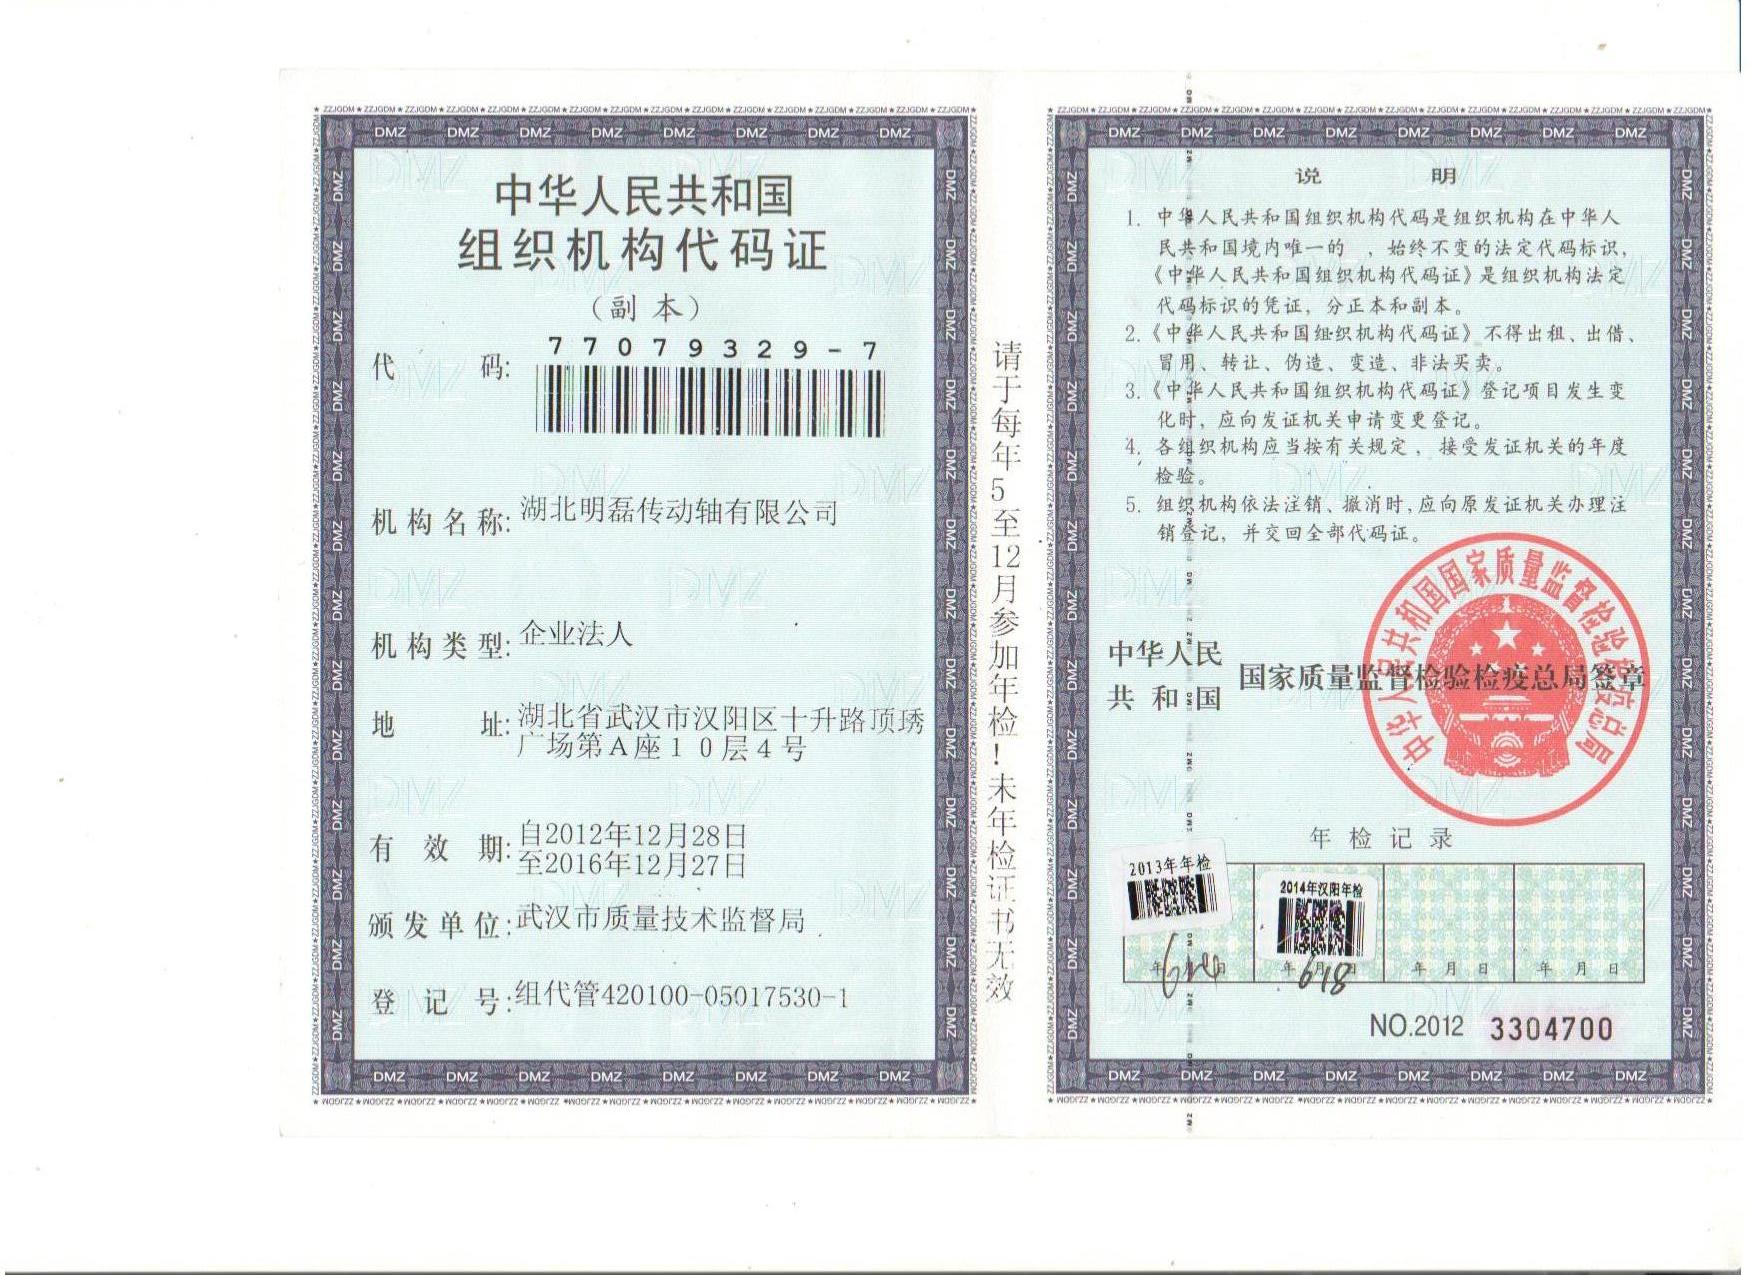 中华人民共和国
组织机构代码证
（副本）
代码: 77079329-7
机构名称: 湖北明磊传动轴有限公司
机构类型: 企业法人
地址: 湖北省武汉市汉阳区十升路顶琇
广场第A座10层4号
有效期: 自2012年12月28日
至2016年12月27日
颁发单位: 武汉市质量技术监督局
登记号: 组代管420100-05017530-1
请于每年5至12月参加年检！未年检证书无效
说明
1. 中华人民共和国组织机构代码是组织机构在中华人
民共和国境内唯一的，始终不变的法定代码标识，
《中华人民共和国组织机构代码证》是组织机构法定
代码标识的凭证，分正本和副本。
2.《中华人民共和国组织机构代码证》不得出租、出借、
冒用、转让、伪造、变造、非法买卖。
3.《中华人民共和国组织机构代码证》登记项目发生变
化时，应向发证机关申请变更登记。
4. 各组织机构应当按有关规定，接受发证机关的年度
检验。
5. 组织机构依法注销、撤消时，应向原发证机关办理注
销登记，并交回全部代码证。
中华人民
共和国
国家质量监督检验检疫总局签章
中华人民共和国国家质量监督检验检疫总局
年检记录
2013年年检
2014年汉阳年检
年 日
年 月 日
618
年 月 日
年 月 日
NO.2012 3304700
DMZ
ZZJGDM